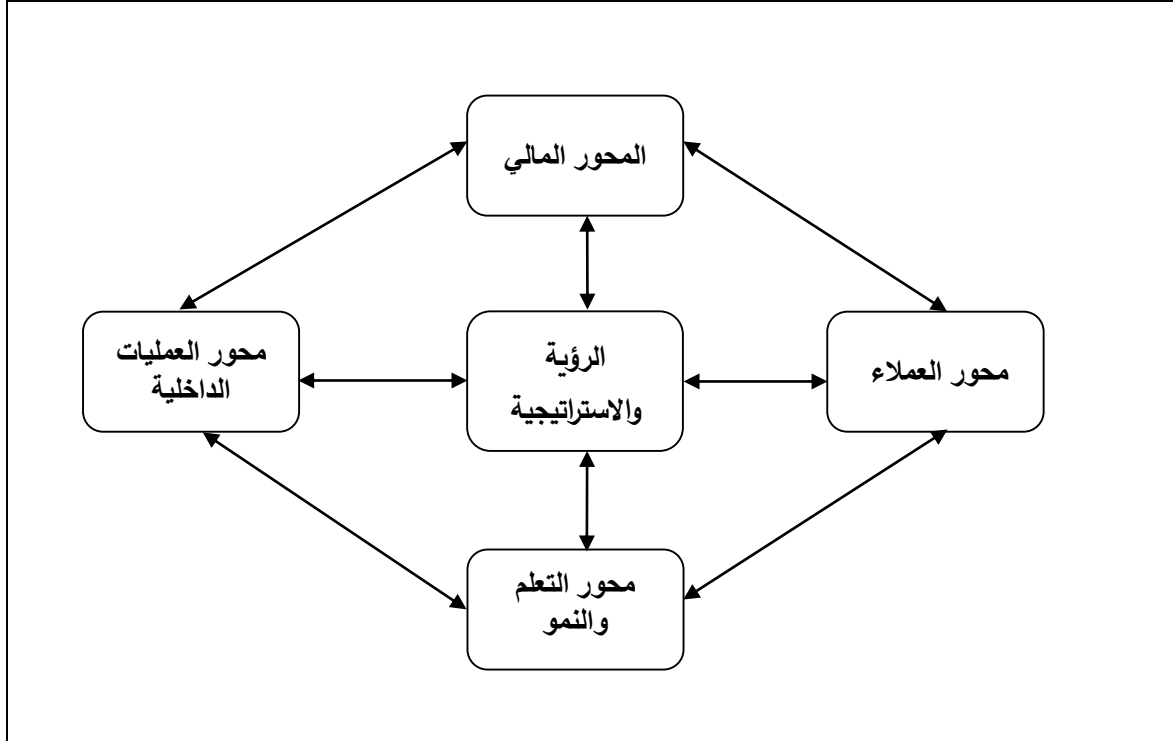 المحور المالي
محور العملاء
الرؤية
والاستراتيجية
محور العمليات
الداخلية
محور التعلم
والنمو